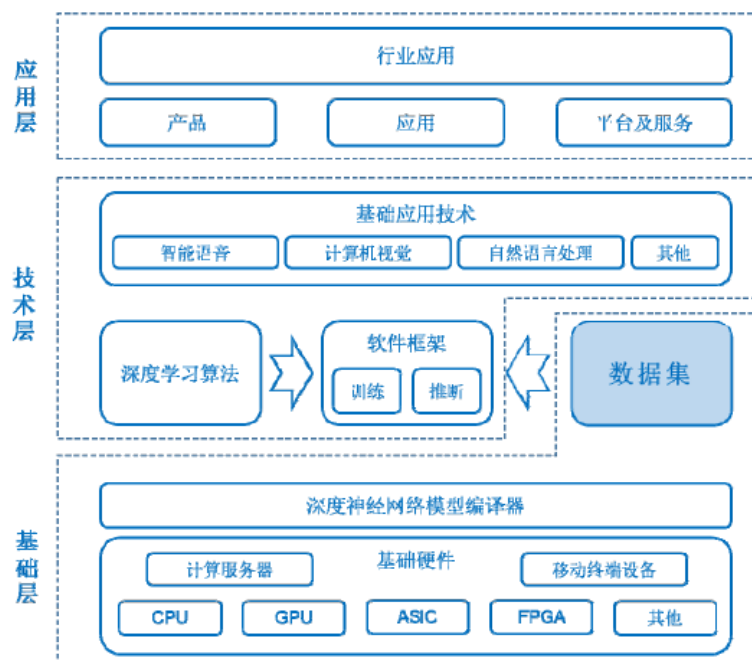 应用层
行业应用
产品 应用 平台及服务
技术层
基础应用技术
智能语音 计算机视觉 自然语言处理 其他
深度学习算法
软件框架
训练 推断
数据集
基础层
深度神经网络模型编译器
基础硬件
计算服务器 移动终端设备
CPU GPU ASIC FPGA 其他